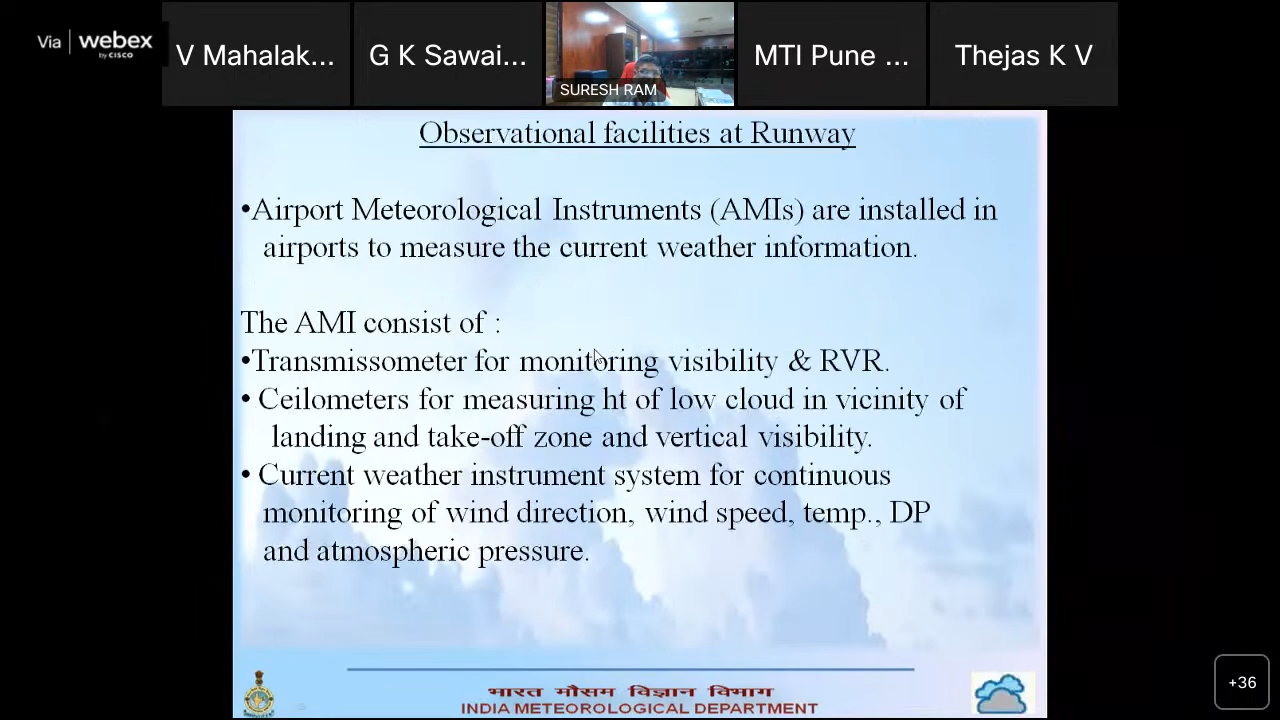 Via webex
by CISCO
V Mahalak...
G K Sawai...
SURESH RAM
MTI Pune ...
Thejas K V
Observational facilities at Runway
•Airport Meteorological Instruments (AMIs) are installed in
airports to measure the current weather information.
The AMI consist of :
•Transmissometer for monitoring visibility & RVR.
• Ceilometers for measuring ht of low cloud in vicinity of
landing and take-off zone and vertical visibility.
• Current weather instrument system for continuous
monitoring of wind direction, wind speed, temp., DP
and atmospheric pressure.
भारत मौसम विज्ञान विभाग
INDIA METEOROLOGICAL DEPARTMENT
+36